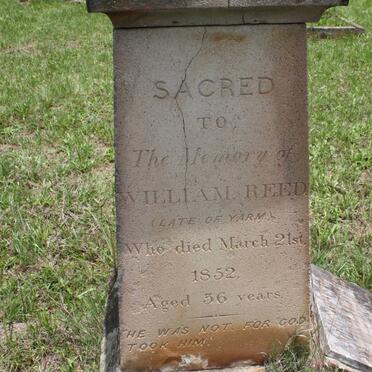 SACRED
TO
The Memory of
WILLIAM REED
(LATE OF YARM),
Who died March 21st
1852,
Aged 56 years,
HE WAS NOT FOR GOD
TOOK HIM.